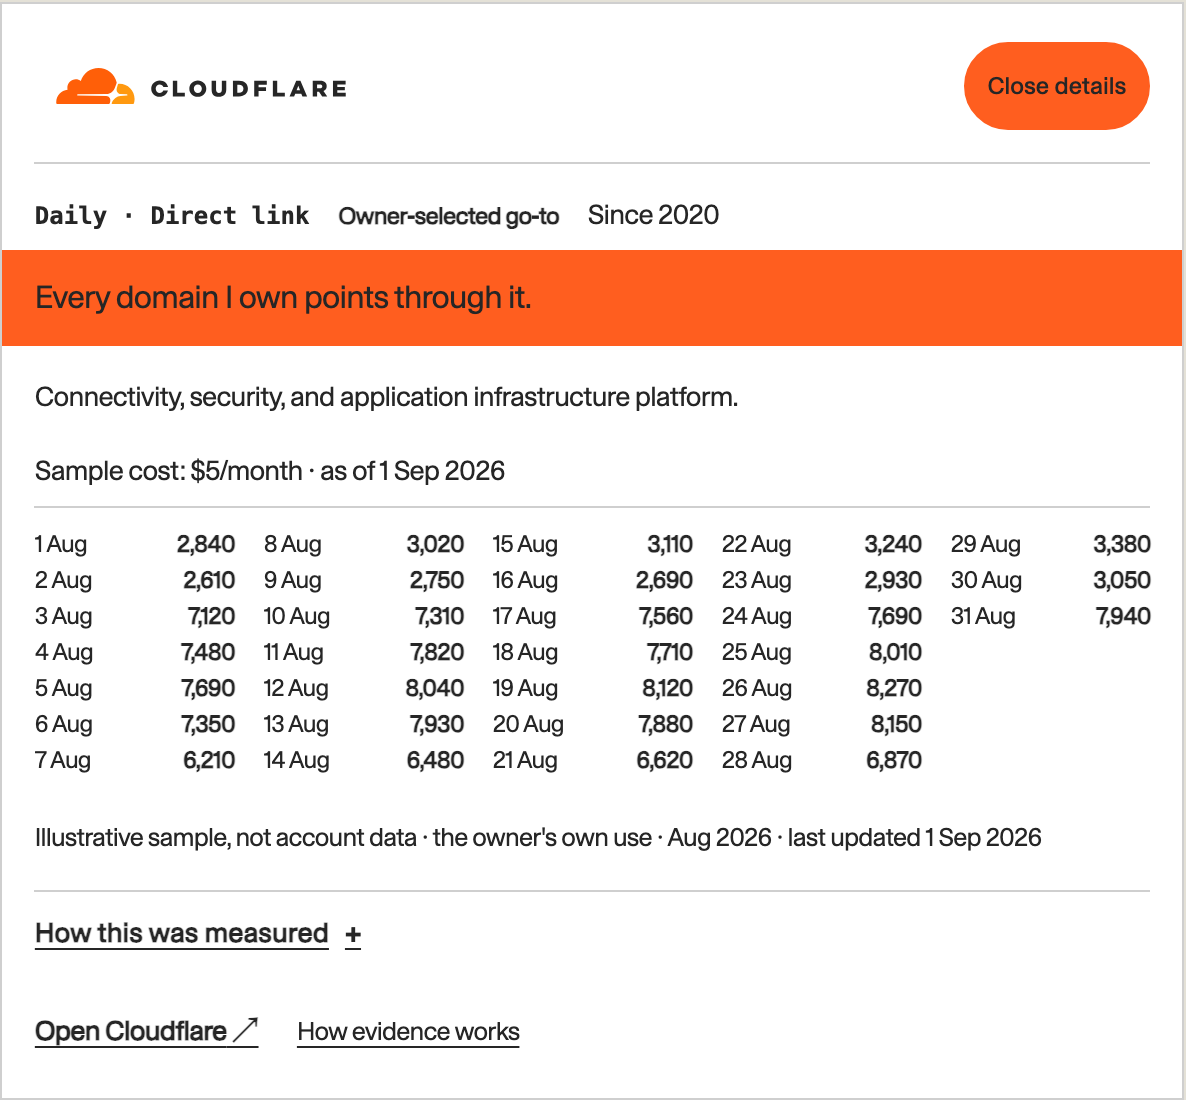 CLOUDFLARE
Close details
Daily · Direct link Owner-selected go-to Since 2020
Every domain I own points through it.
Connectivity, security, and application infrastructure platform.
Sample cost: $5/month · as of 1 Sep 2026
1 Aug 2,840 8 Aug 3,020 15 Aug 3,110 22 Aug 3,240 29 Aug 3,380
2 Aug 2,610 9 Aug 2,750 16 Aug 2,690 23 Aug 2,930 30 Aug 3,050
3 Aug 7,120 10 Aug 7,310 17 Aug 7,560 24 Aug 7,690 31 Aug 7,940
4 Aug 7,480 11 Aug 7,820 18 Aug 7,710 25 Aug 8,010
5 Aug 7,690 12 Aug 8,040 19 Aug 8,120 26 Aug 8,270
6 Aug 7,350 13 Aug 7,930 20 Aug 7,880 27 Aug 8,150
7 Aug 6,210 14 Aug 6,480 21 Aug 6,620 28 Aug 6,870
Illustrative sample, not account data · the owner's own use · Aug 2026 · last updated 1 Sep 2026
How this was measured +
Open Cloudflare ↗ How evidence works